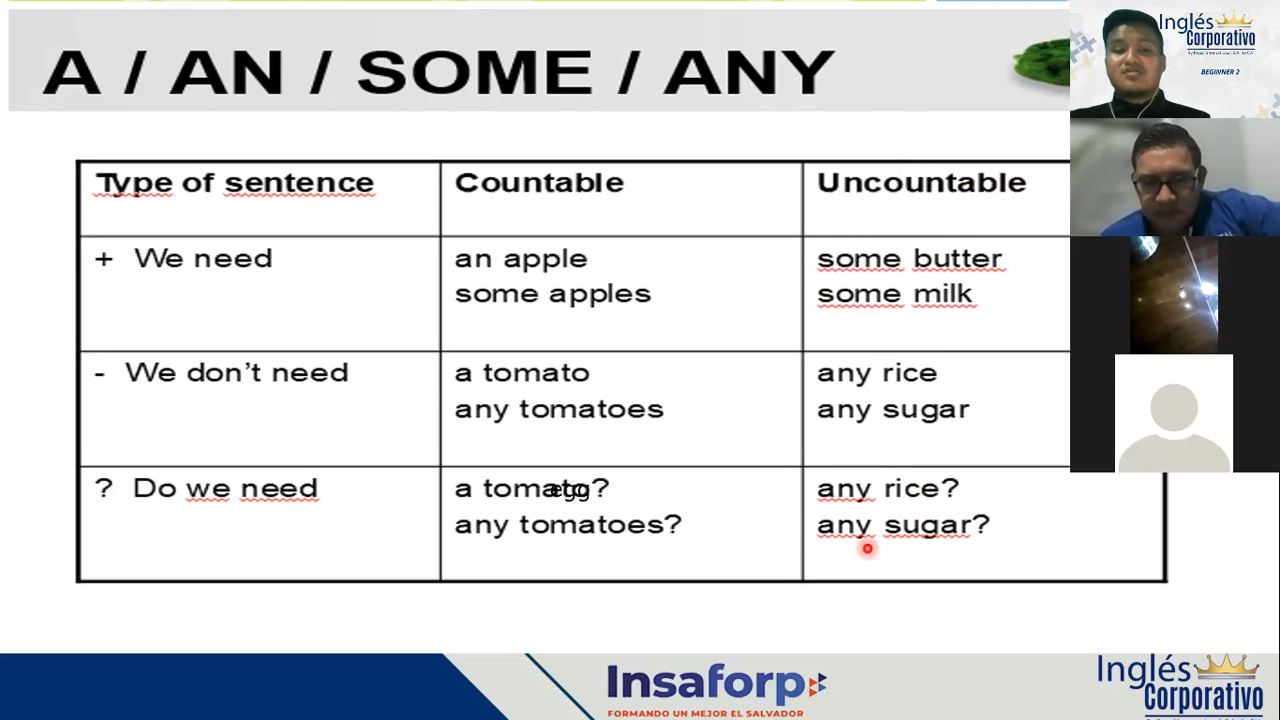 A / AN / SOME / ANY
Inglés
Corporativo
BEGINNER 2
Type of sentence Countable Uncountable
+ We need an apple some butter
some apples some milk
- We don't need a tomato any rice
any tomatoes any sugar
? Do we need a tomato? any rice?
egg
any tomatoes? any sugar?
Insaforp
FORMANDO UN MEJOR EL SALVADOR
Inglés
Corporativo